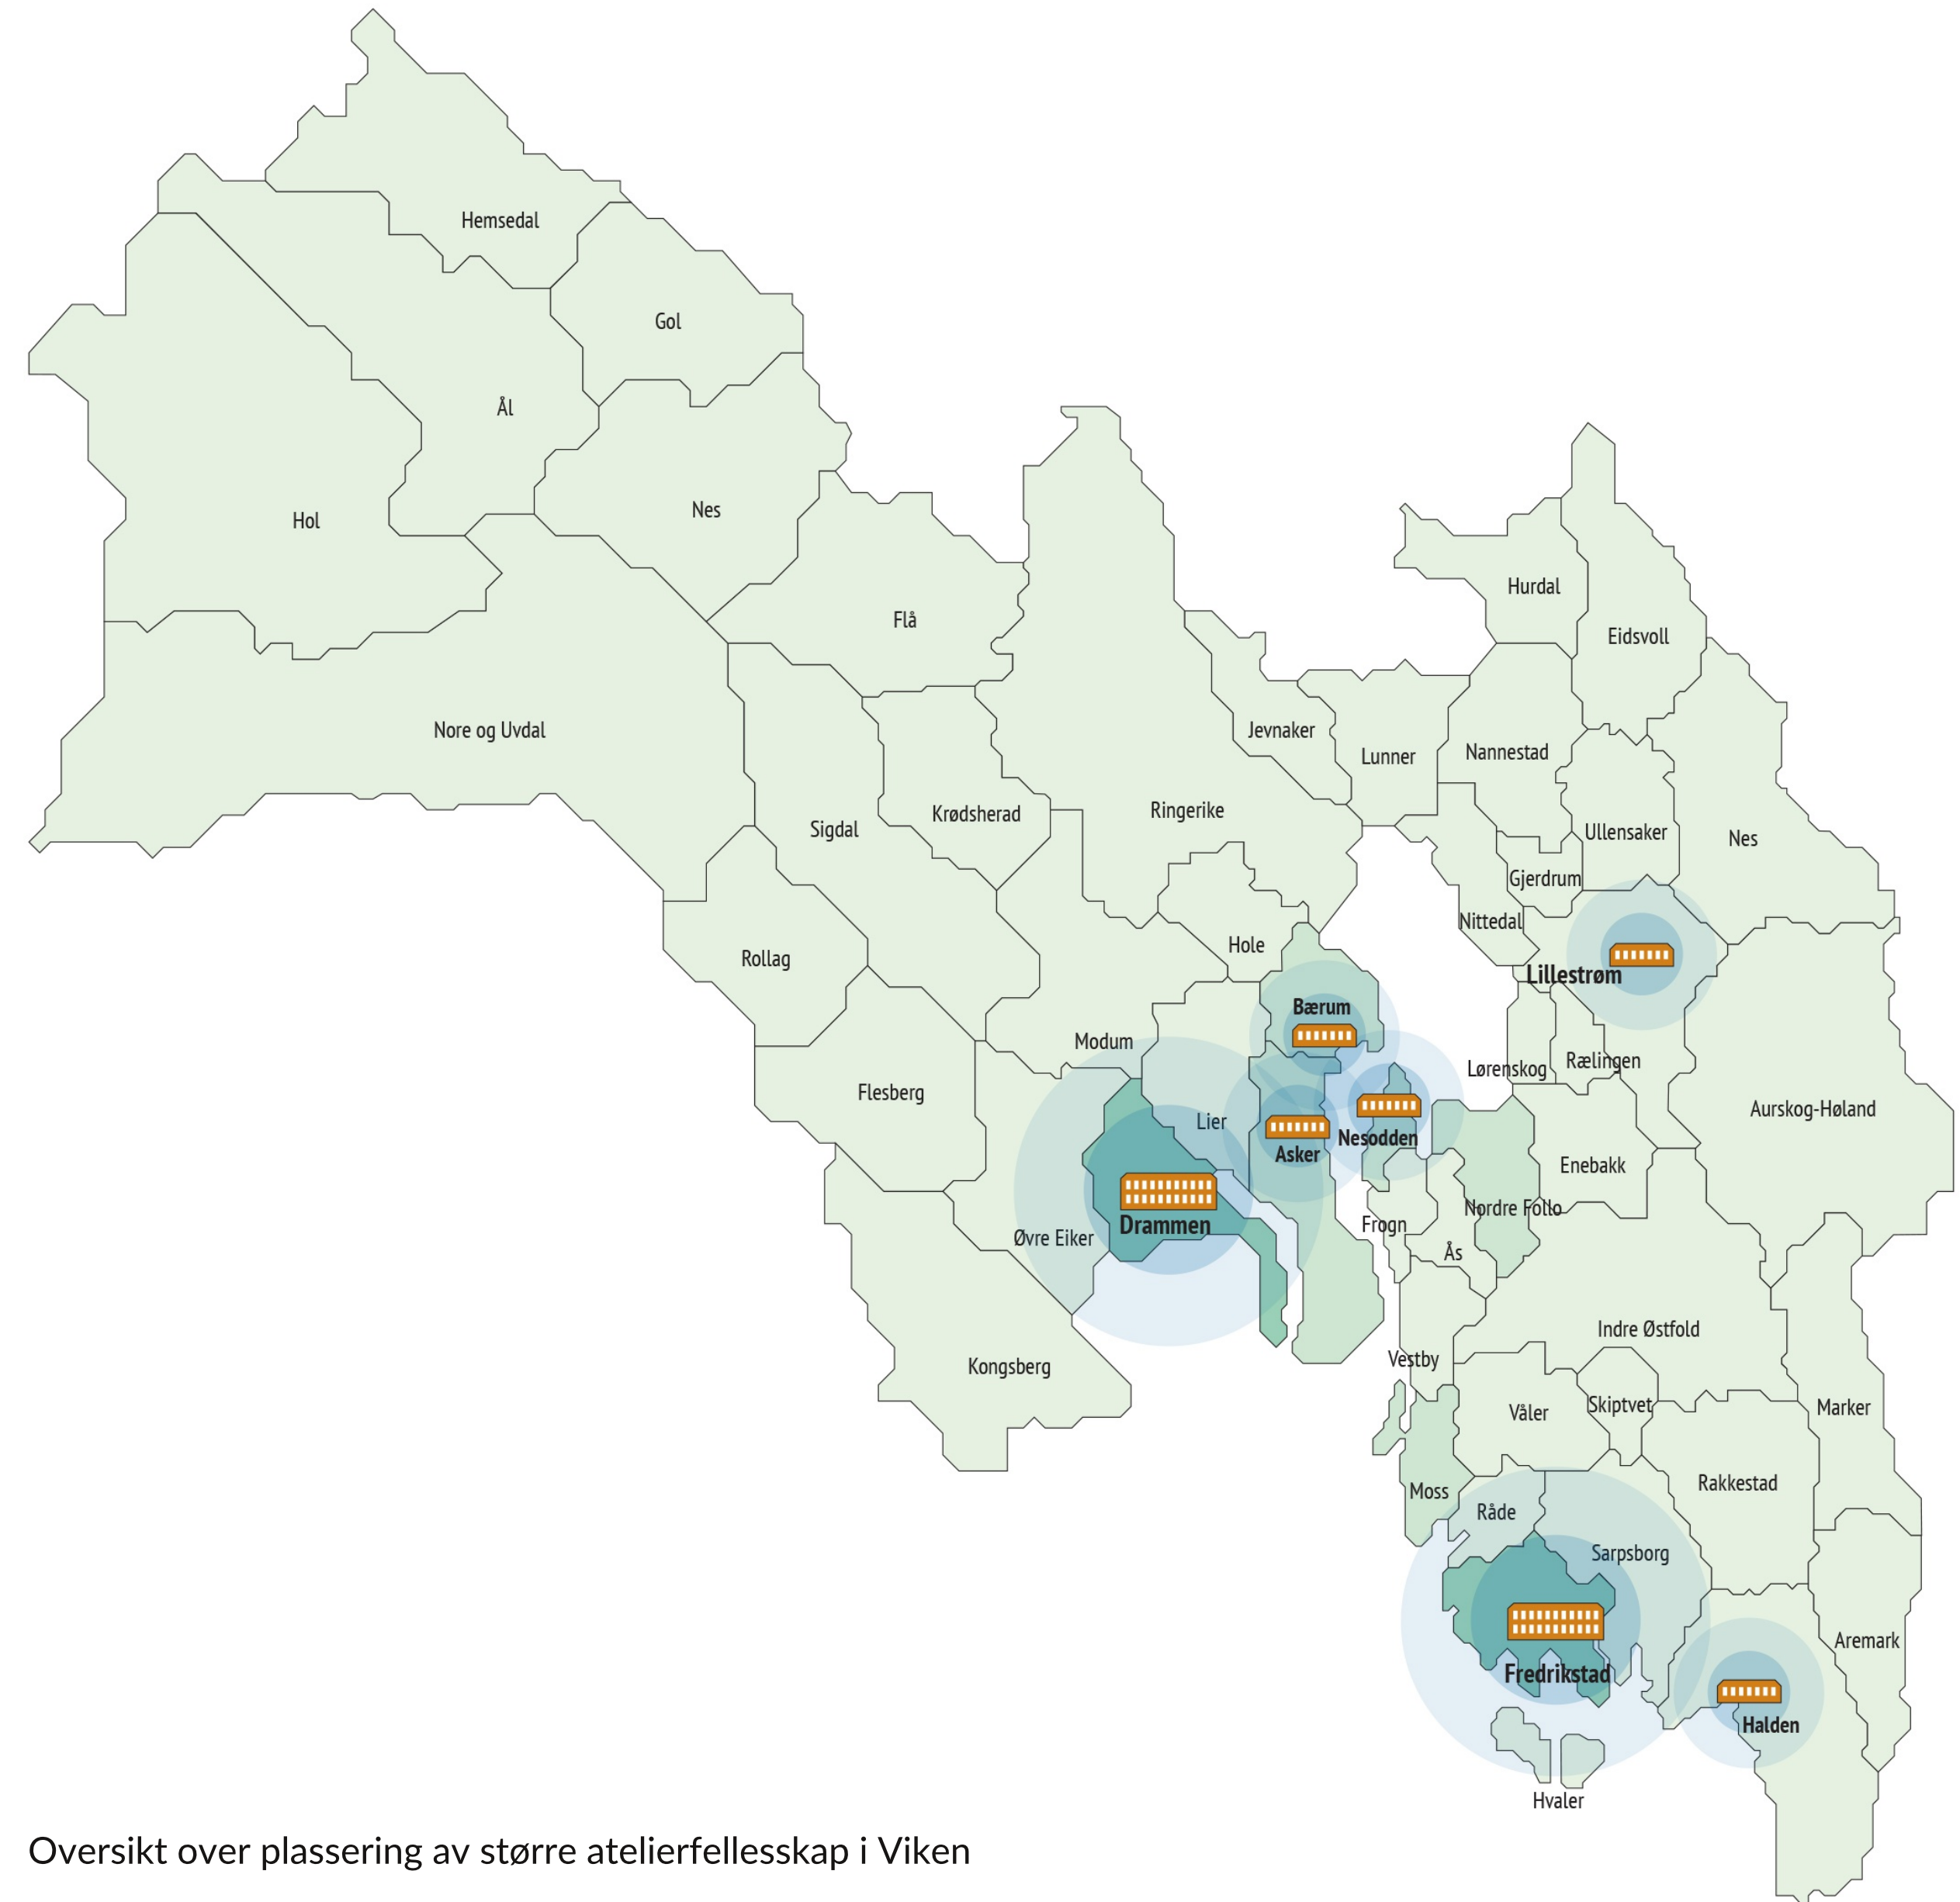 Hemsedal
Gol
Ål
Nes
Hol
Hurdal
Flå
Eidsvoll
Nore og Uvdal
Jevnaker
Lunner
Nannestad
Ringerike
Krødsherad
Sigdal
Ullensaker
Nes
Gjerdrum
Nittedal
Hole
Rollag
Lillestrøm
Bærum
Modum
Rælingen
Lørenskog
Flesberg
Aurskog-Høland
Lier
Nesodden
Asker
Enebakk
Nordre Follo
Drammen
Frogn
Øvre Eiker
Ås
Indre Østfold
Vestby
Kongsberg
Skiptvet
Marker
Våler
Rakkestad
Moss
Råde
Sarpsborg
Aremark
Fredrikstad
Halden
Hvaler
Oversikt over plassering av større atelierfellesskap i Viken